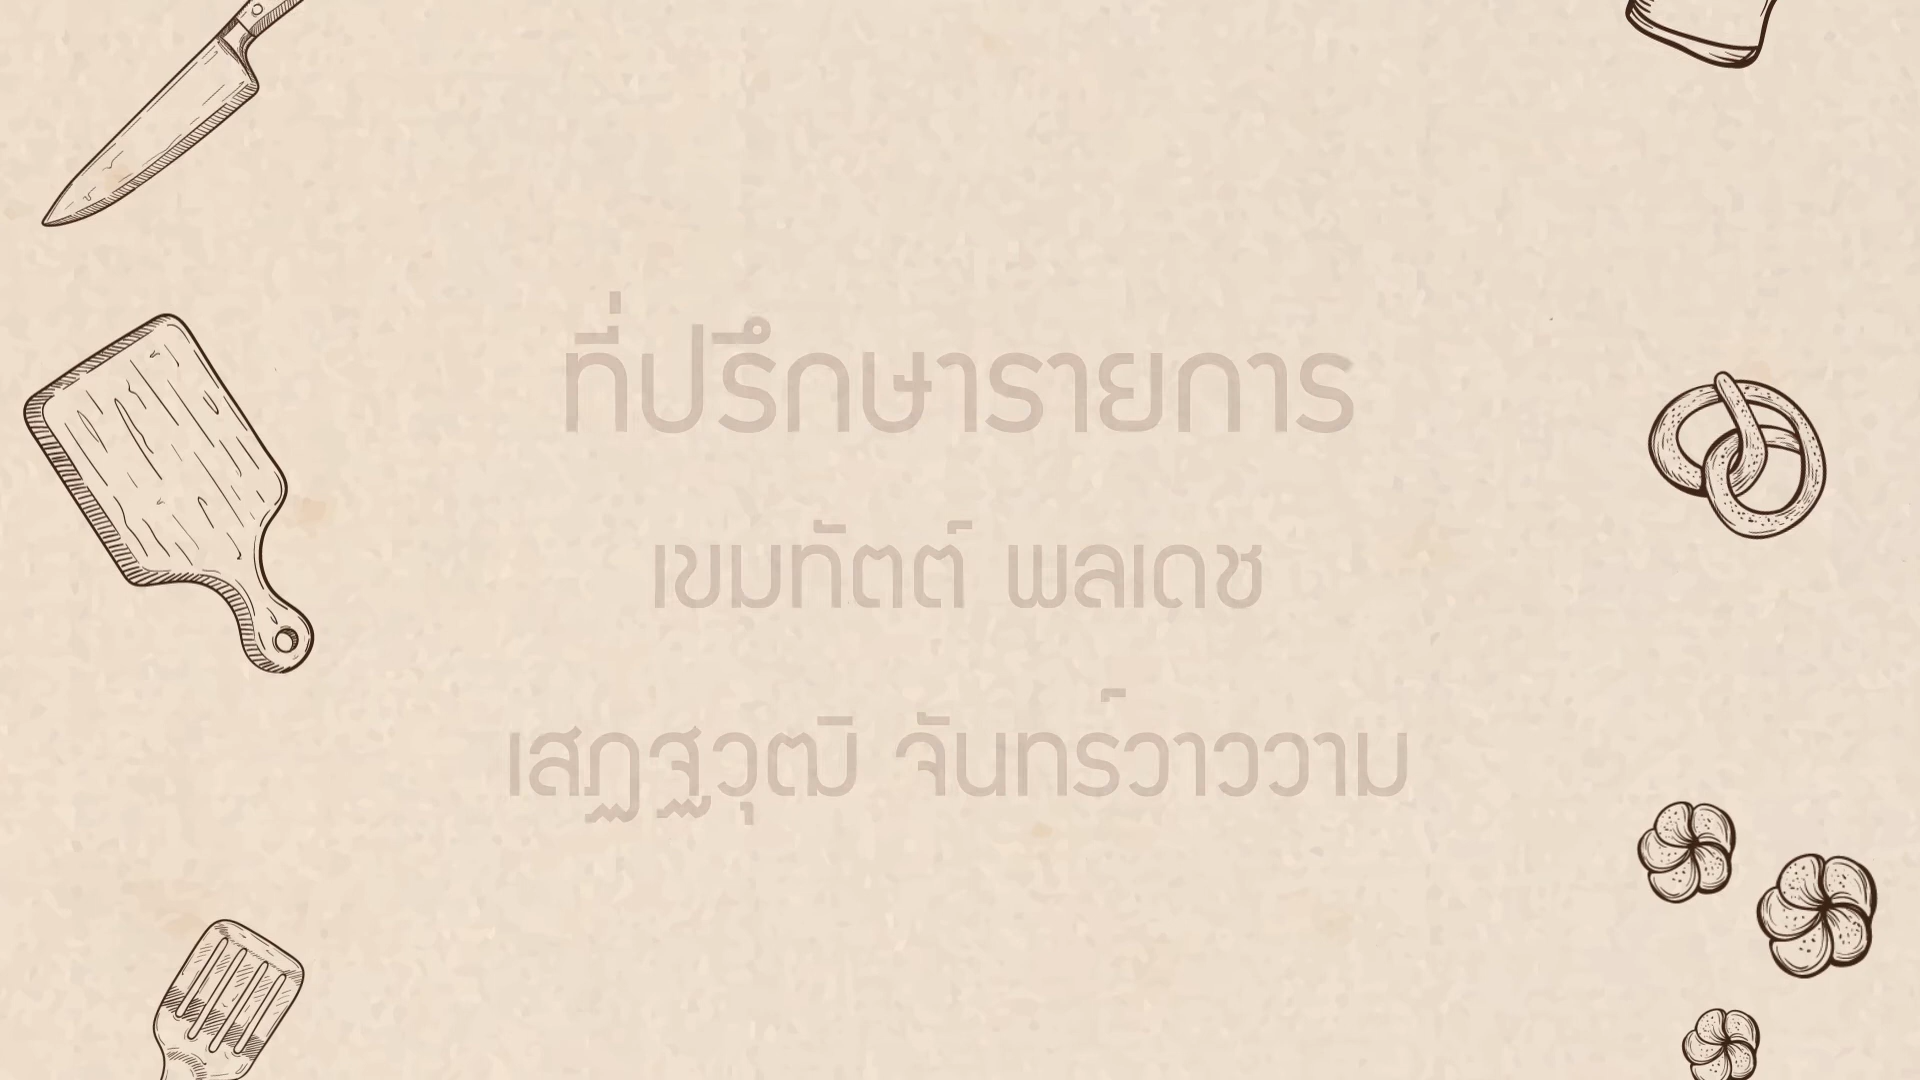 ที่ปรึกษารายการ
เขมทัตต์ พลเดช
เสฏฐวุฒิ จันทร์วาววาม